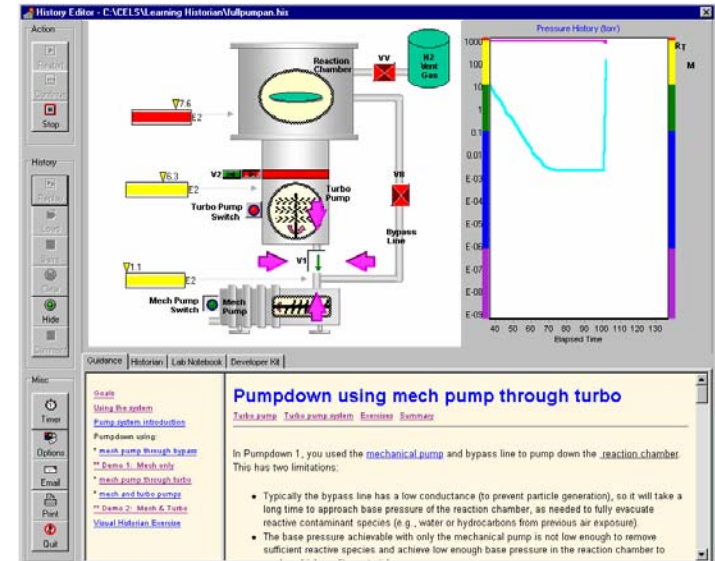 History Editor - C:\CELS\Learning Historian\fullpumpan.his
Action
Restart
Continue
Stop
History
Replay
Load
Save
Clear
Hide
Comment
Misc
Timer
Options
Email
Print
Quit
Reaction
Chamber
VV
N2
Vent
Gas
7.6
E2
V2
6.3
E2
Turbo
Pump
Turbo Pump
Switch
VB
Bypass
Line
V1
1.1
E2
Mech Pump
Switch
Mech
Pump
Pressure History (torr)
1000
100
10
1
0.1
0.01
E-03
E-04
E-05
E-06
E-07
E-08
E-09
40 50 60 70 80 90 100 110 120 130
Elapsed Time
R T
M
Guidance Historian Lab Notebook Developer Kit
Goals
Using the system
Pump system introduction
Pumpdown using:
* mech pump through bypass
** Demo 1: Mech only
* mech pump through turbo
* mech and turbo pumps
** Demo 2: Mech & Turbo
Visual Historian Exercise
Pumpdown using mech pump through turbo
Turbo pump Turbo pump system Exercises Summary
In Pumpdown 1, you used the mechanical pump and bypass line to pump down the reaction chamber.
This has two limitations:
• Typically the bypass line has a low conductance (to prevent particle generation), so it will take a
long time to approach base pressure of the reaction chamber, as needed to fully evacuate
reactive contaminant species (e.g., water or hydrocarbons from previous air exposure).
• The base pressure achievable with only the mechanical pump is not low enough to remove
sufficient reactive species and achieve low enough base pressure in the reaction chamber to